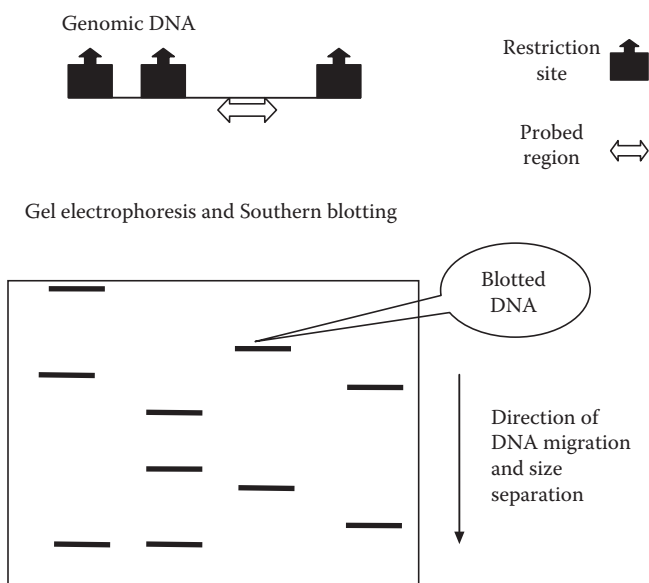 Genomic DNA
Restriction
site
Probed
region
Gel electrophoresis and Southern blotting
Blotted
DNA
Direction of
DNA migration
and size
separation